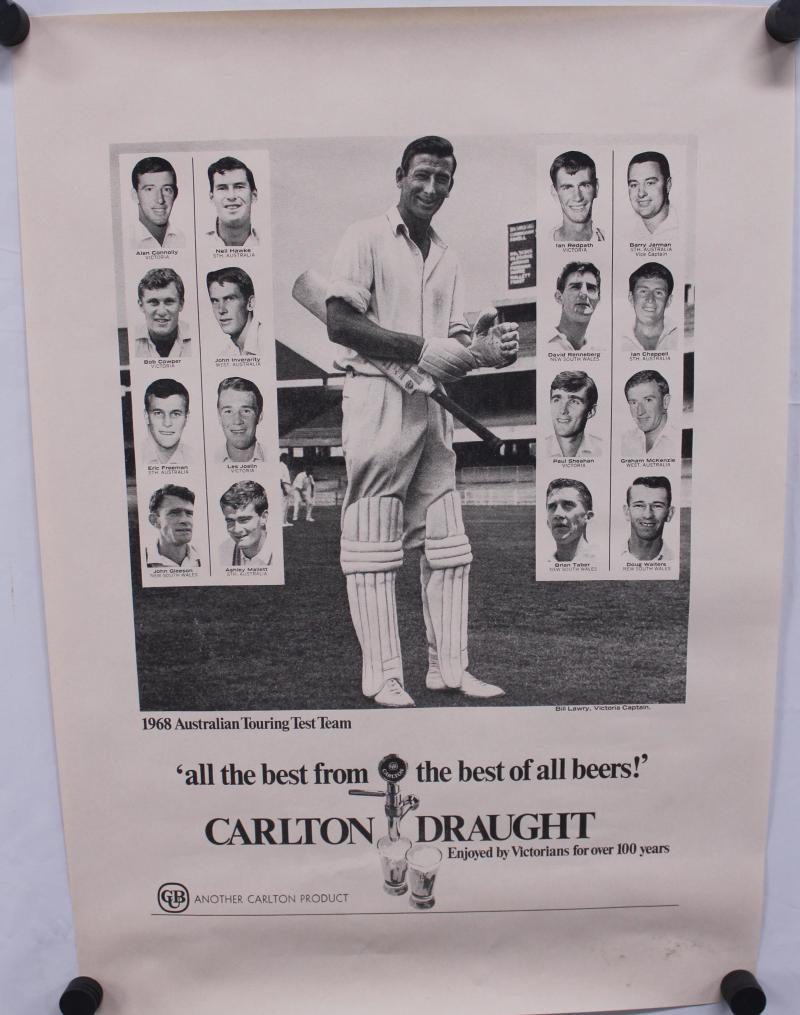 Alan Connolly
VICTORIA
Neil Hawke
STH. AUSTRALIA
Bob Cowper
VICTORIA
John Inverarity
WEST. AUSTRALIA
Eric Freeman
STH. AUSTRALIA
Les Joslin
VICTORIA
John Gleeson
NEW SOUTH WALES
Ashley Mallett
STH. AUSTRALIA
Ian Redpath
VICTORIA
Barry Jarman
STH. AUSTRALIA
Vice Captain
David Renneberg
NEW SOUTH WALES
Ian Chappell
STH. AUSTRALIA
Paul Sheahan
VICTORIA
Graham McKenzie
WEST. AUSTRALIA
Brian Taber
NEW SOUTH WALES
Doug Walters
NEW SOUTH WALES
Bill Lawry, Victoria Captain.
1968 Australian Touring Test Team
‘all the best from the best of all beers!’
CARLTON
CARLTON DRAUGHT
Enjoyed by Victorians for over 100 years
CUB ANOTHER CARLTON PRODUCT